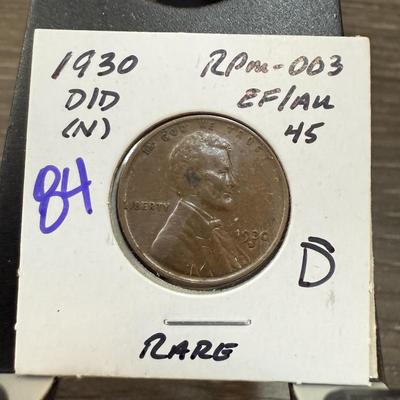 1930 RPM-003
D/D EF/AU
(N) 45
84
IN GOD WE TRUST
LIBERTY
1930
D
RARE